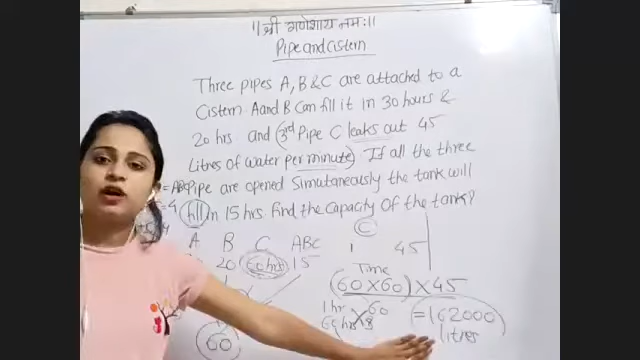 ॥ श्री गणेशाय नमः ॥
Pipe and cistern
Three pipes A, B & C are attached to a
Cistern A and B Can fill it in 30 hours &
20 hrs and (3rd Pipe C leaks out 45
Litres of water per minute) If all the three
Pipe are opened Simutaneously the tank will
fill in 15 hrs find the Capacity of the tank?
A B C ABC
20 60 hrs 15
C
1 45
Time
(60 X 60) X 45
1 hr 60
= 162000
litres
60